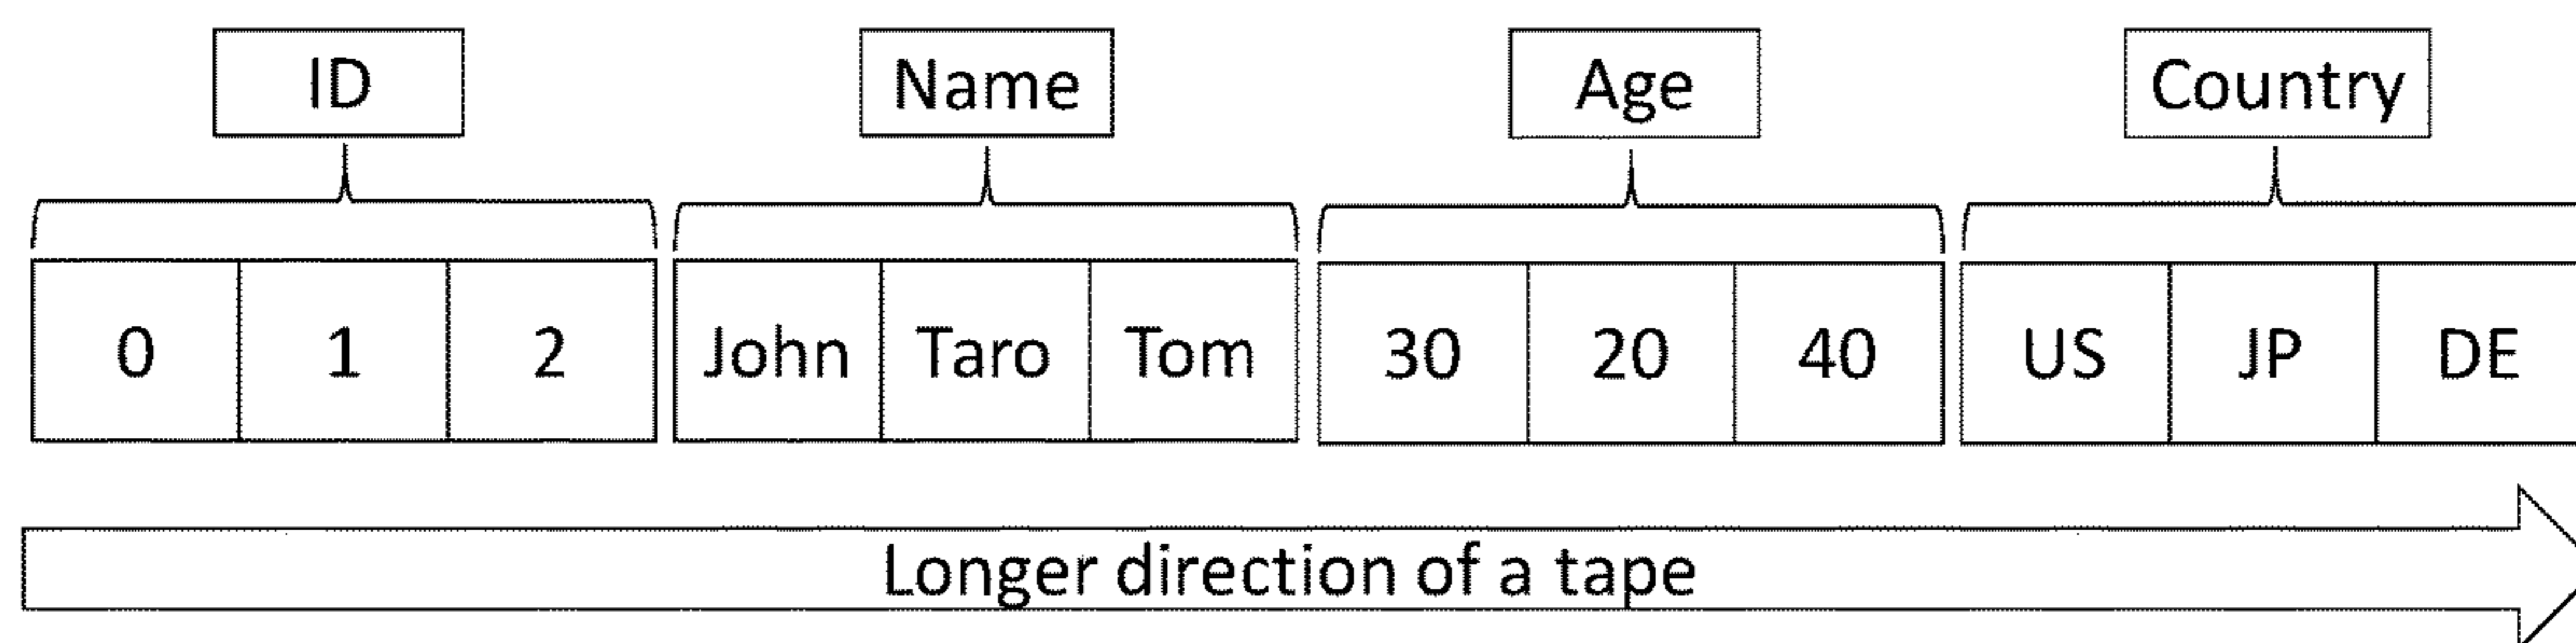 ID Name Age Country
0 1 2 John Taro Tom 30 20 40 US JP DE
Longer direction of a tape